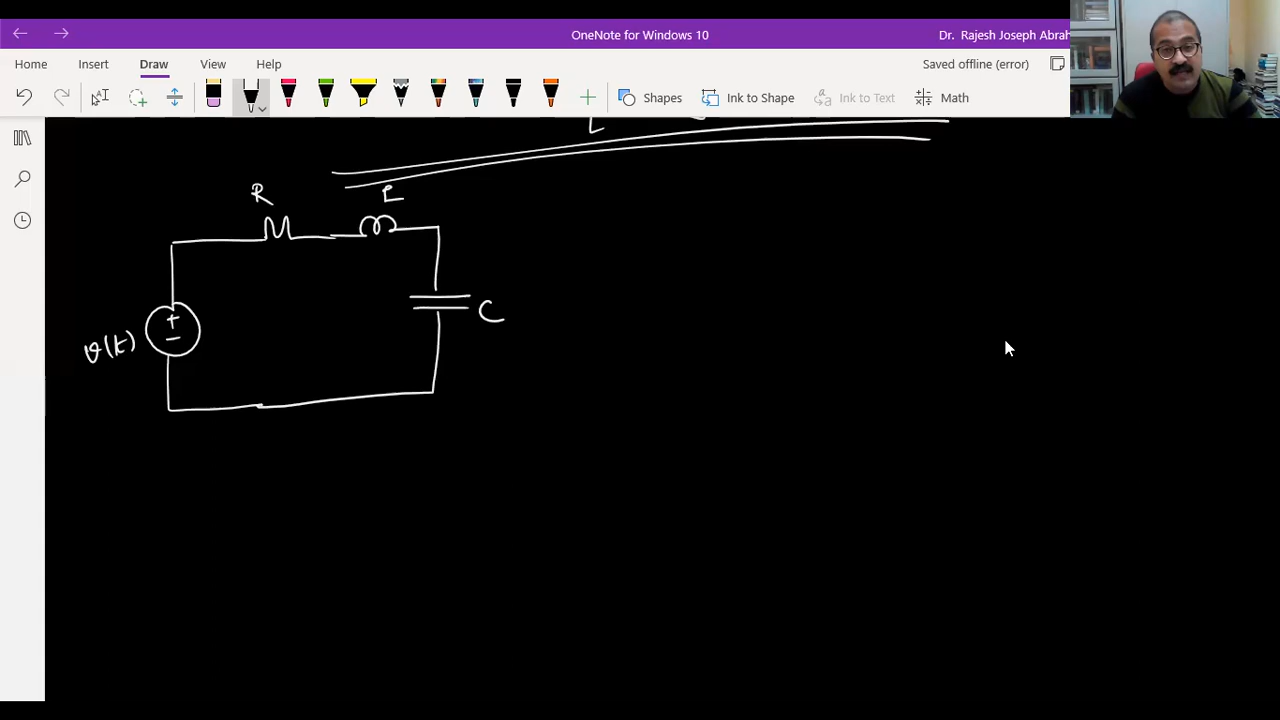 OneNote for Windows 10
Dr. Rajesh Joseph Abrah
Home Insert Draw View Help
Saved offline (error)
Shapes Ink to Shape Ink to Text Math
L
R
L
C
v(t)
+
−